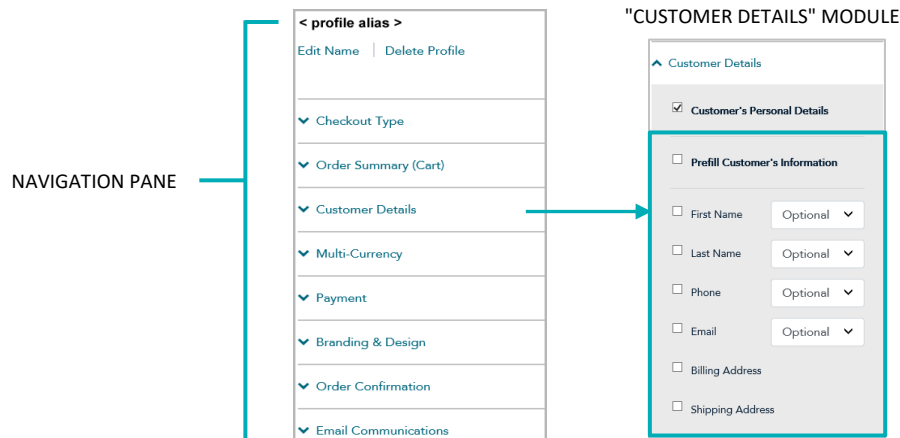 < profile alias >
Edit Name | Delete Profile
Checkout Type
Order Summary (Cart)
NAVIGATION PANE
Customer Details
Multi-Currency
Payment
Branding & Design
Order Confirmation
Email Communications
"CUSTOMER DETAILS" MODULE
Customer Details
Customer's Personal Details
Prefill Customer's Information
First Name Optional
Last Name Optional
Phone Optional
Email Optional
Billing Address
Shipping Address